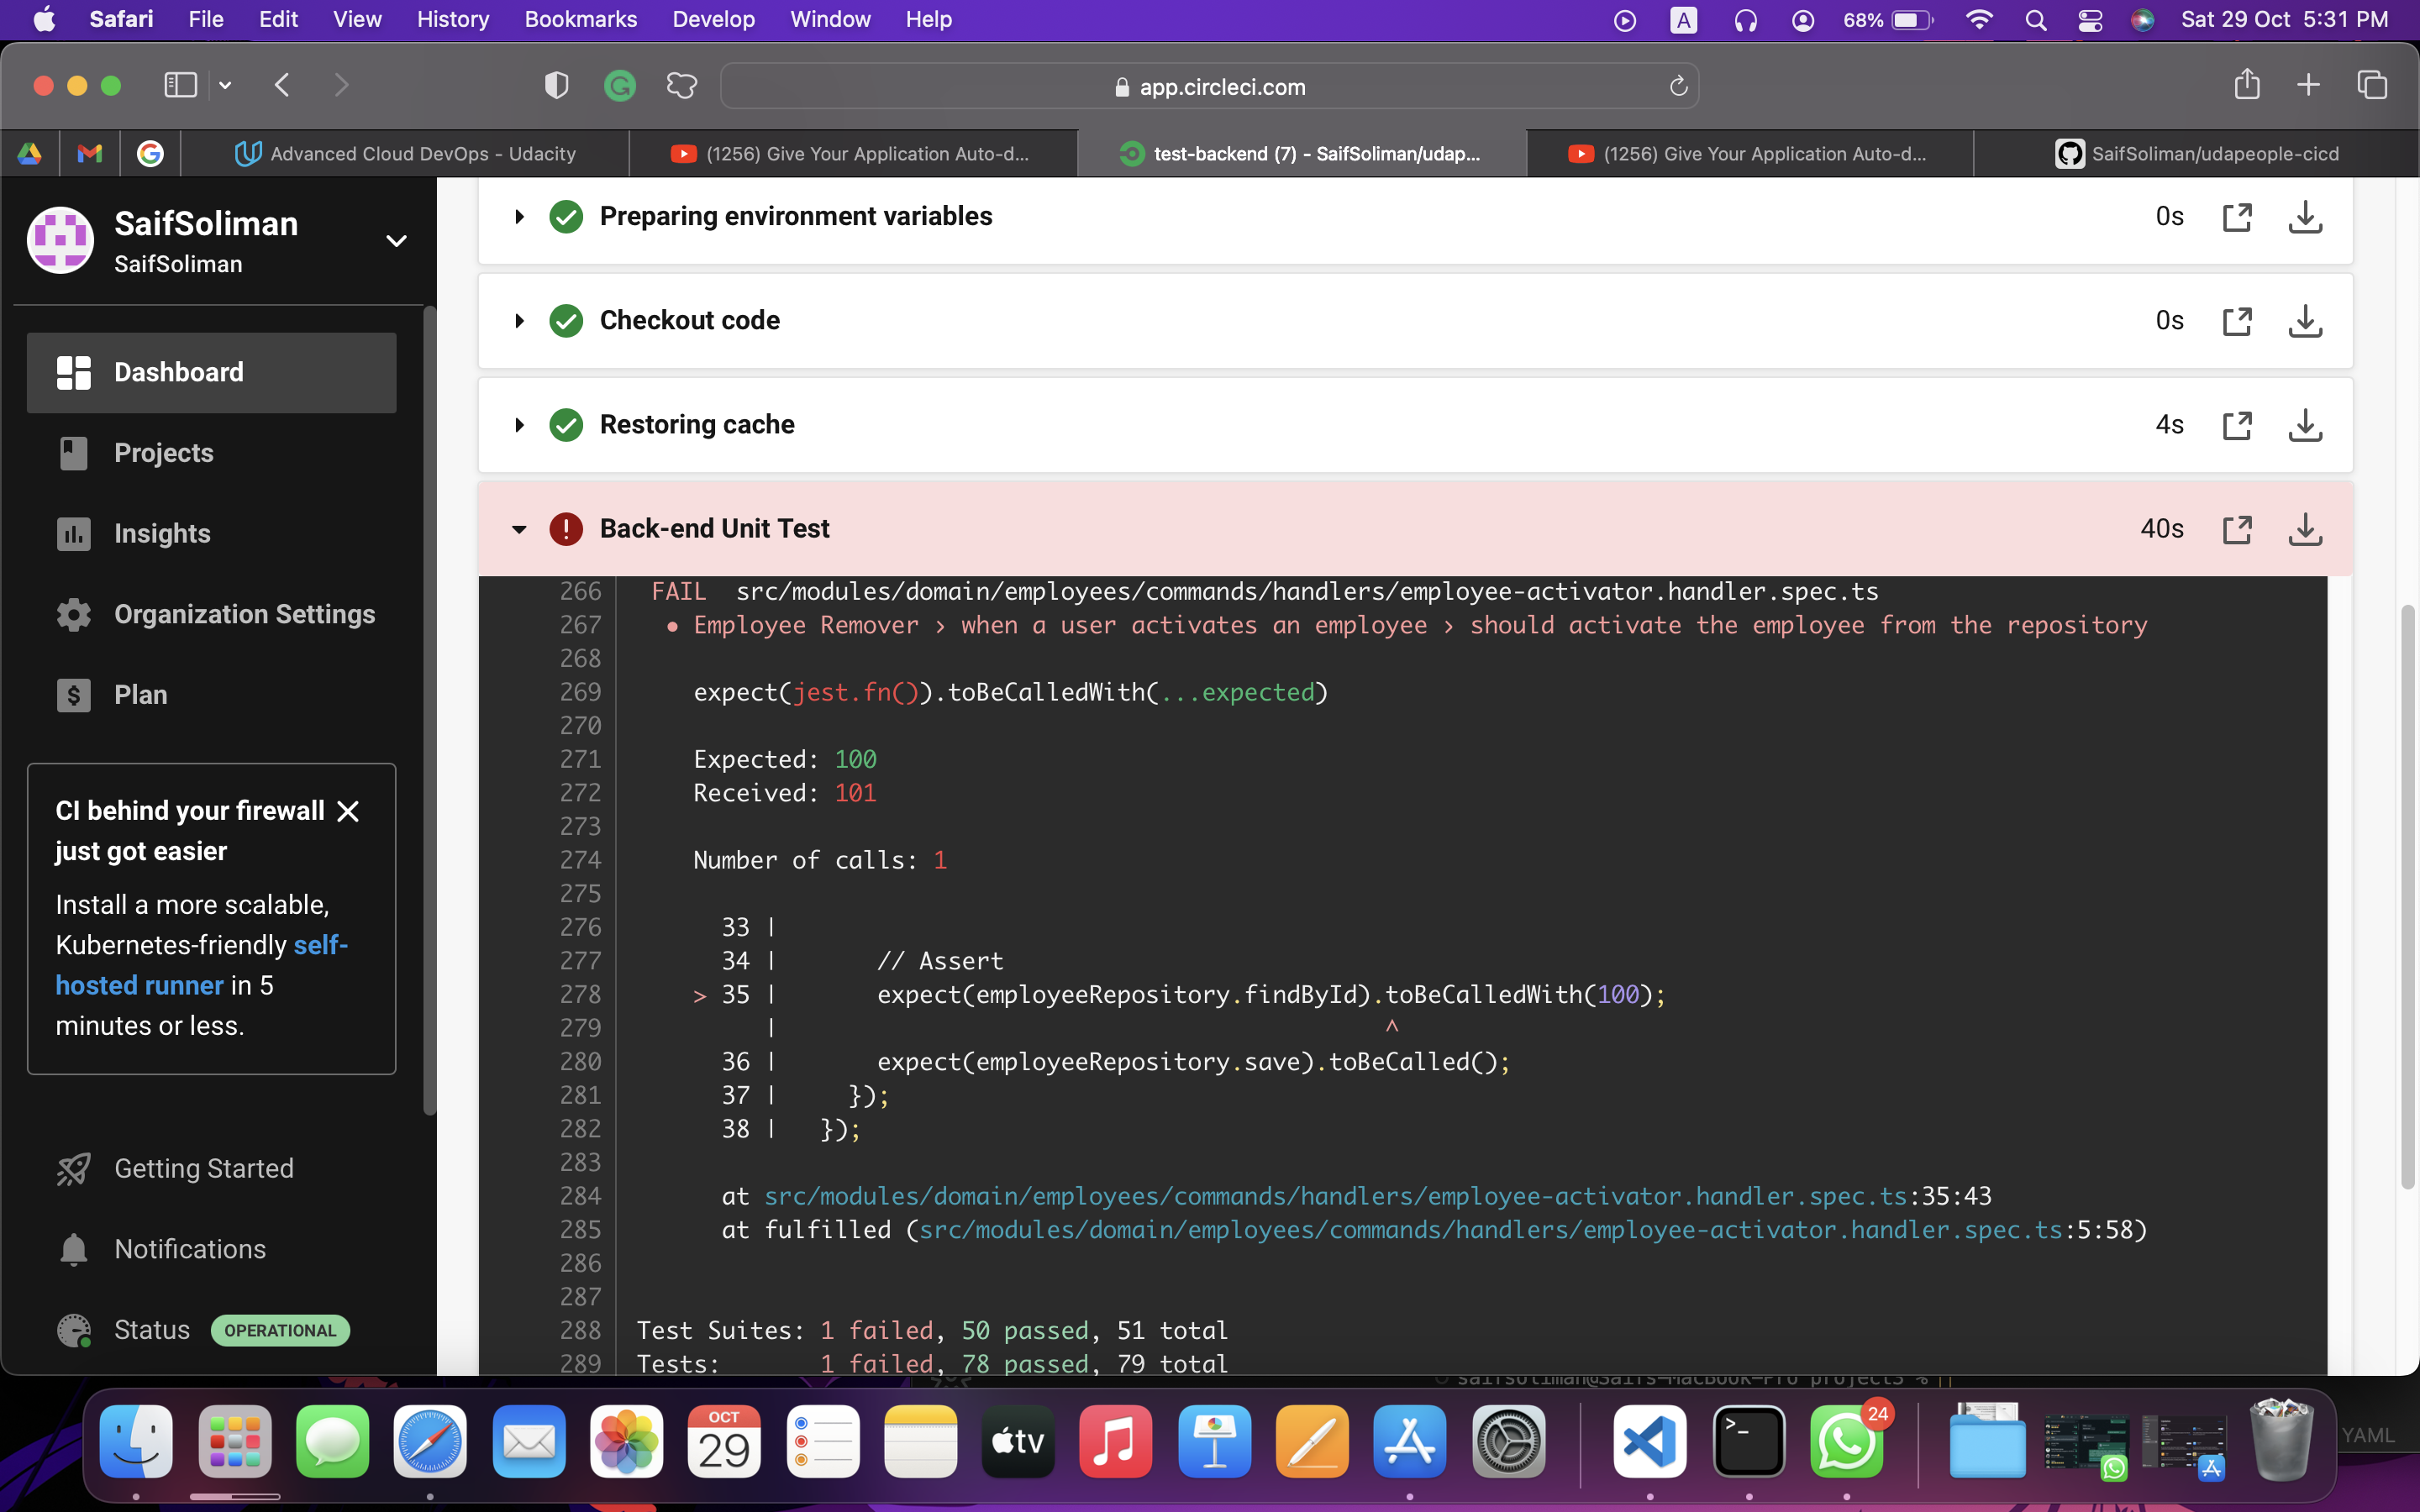 Safari File Edit View History Bookmarks Develop Window Help
A 68% Sat 29 Oct 5:31 PM
app.circleci.com
Advanced Cloud DevOps - Udacity
(1256) Give Your Application Auto-d...
test-backend (7) - SaifSoliman/udap...
(1256) Give Your Application Auto-d...
SaifSoliman/udapeople-cicd
SaifSoliman
SaifSoliman
Dashboard
Projects
Insights
Organization Settings
Plan
CI behind your firewall
just got easier
Install a more scalable,
Kubernetes-friendly self-
hosted runner in 5
minutes or less.
Getting Started
Notifications
Status OPERATIONAL
Preparing environment variables 0s
Checkout code 0s
Restoring cache 4s
Back-end Unit Test 40s
266 FAIL src/modules/domain/employees/commands/handlers/employee-activator.handler.spec.ts
267 ● Employee Remover › when a user activates an employee › should activate the employee from the repository
268
269 expect(jest.fn()).toBeCalledWith(...expected)
270
271 Expected: 100
272 Received: 101
273
274 Number of calls: 1
275
276 33 |
277 34 | // Assert
278 > 35 | expect(employeeRepository.findById).toBeCalledWith(100);
279 | ^
280 36 | expect(employeeRepository.save).toBeCalled();
281 37 | });
282 38 | });
283
284 at src/modules/domain/employees/commands/handlers/employee-activator.handler.spec.ts:35:43
285 at fulfilled (src/modules/domain/employees/commands/handlers/employee-activator.handler.spec.ts:5:58)
286
287
288 Test Suites: 1 failed, 50 passed, 51 total
289 Tests: 1 failed, 78 passed, 79 total
saifsoliman@Saifs-MacBook-Pro project3 %
OCT
29
tv
24
YAML